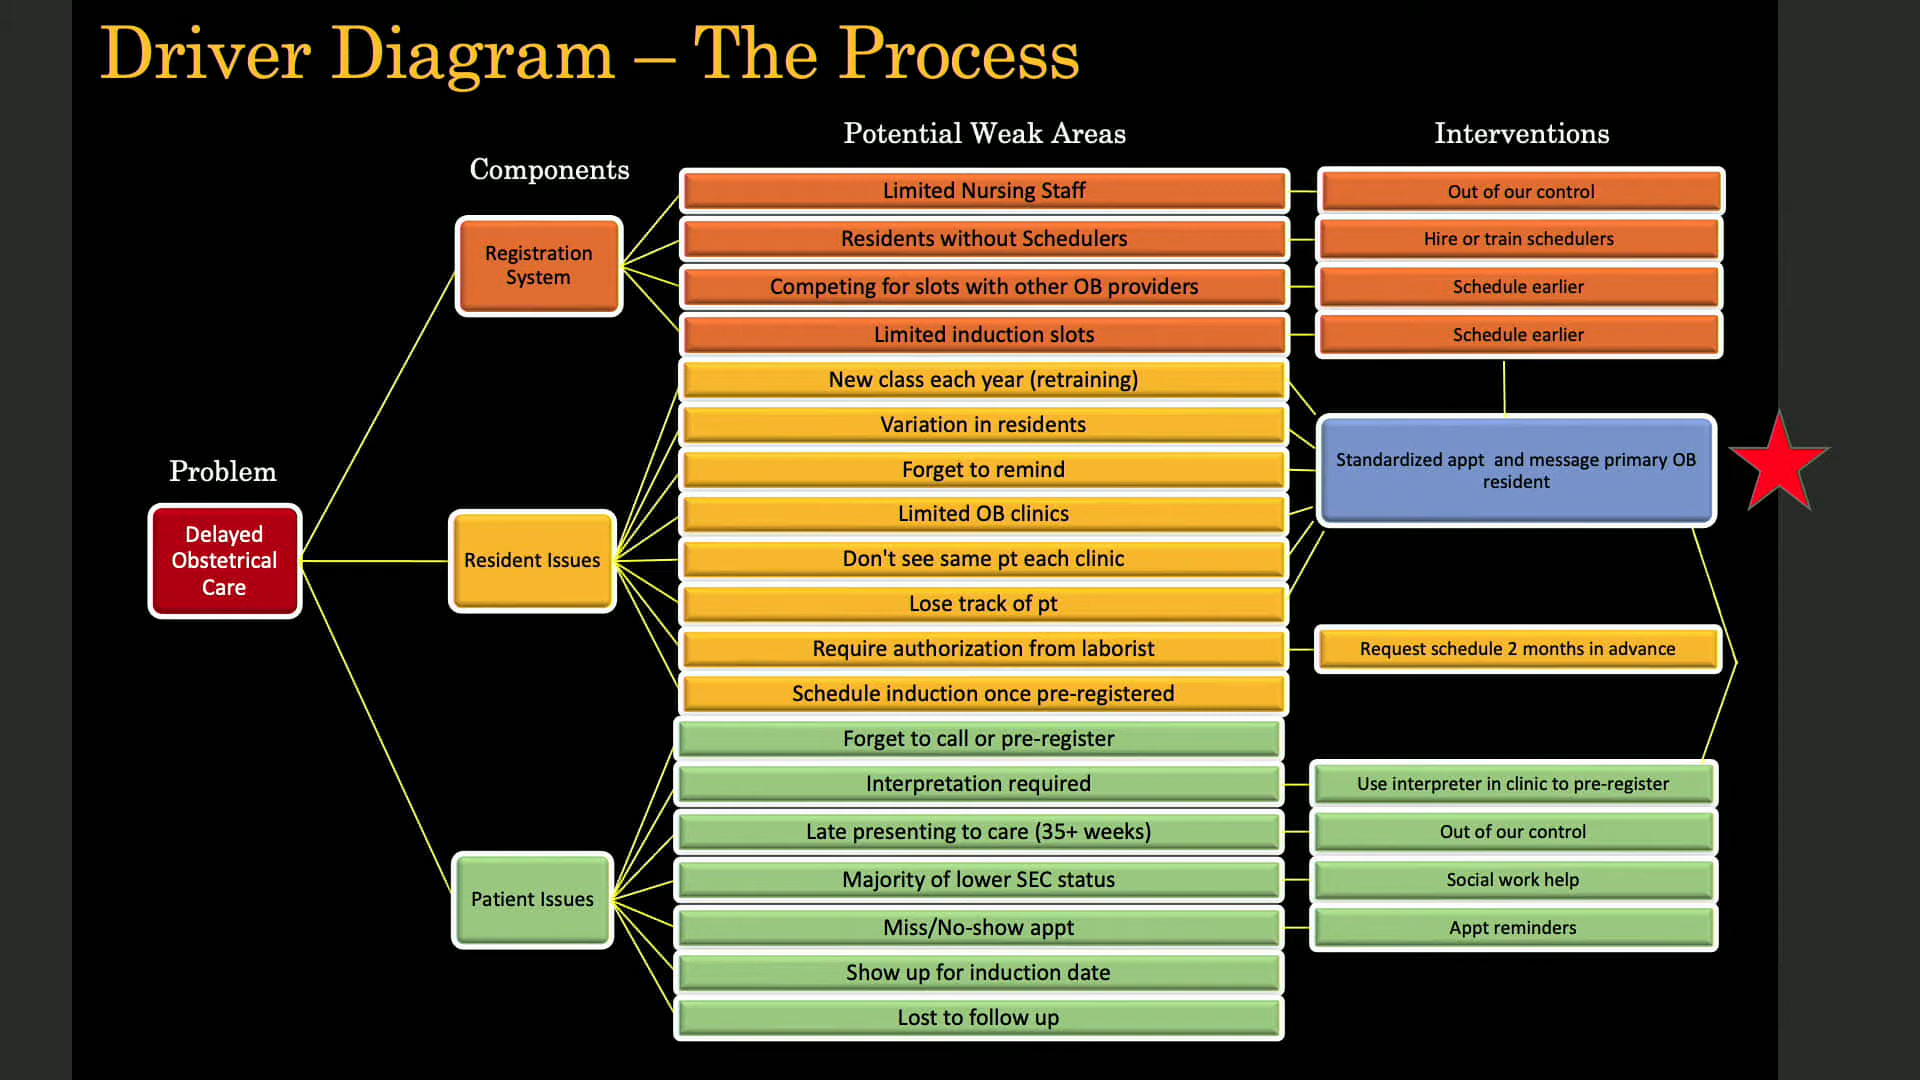 Driver Diagram – The Process
Potential Weak Areas
Interventions
Components
Problem
Delayed
Obstetrical
Care
Registration
System
Resident Issues
Patient Issues
Limited Nursing Staff
Out of our control
Residents without Schedulers
Hire or train schedulers
Competing for slots with other OB providers
Schedule earlier
Limited induction slots
Schedule earlier
New class each year (retraining)
Variation in residents
Forget to remind
Limited OB clinics
Don't see same pt each clinic
Lose track of pt
Standardized appt and message primary OB
resident
Require authorization from laborist
Request schedule 2 months in advance
Schedule induction once pre-registered
Forget to call or pre-register
Interpretation required
Use interpreter in clinic to pre-register
Late presenting to care (35+ weeks)
Out of our control
Majority of lower SEC status
Social work help
Miss/No-show appt
Appt reminders
Show up for induction date
Lost to follow up